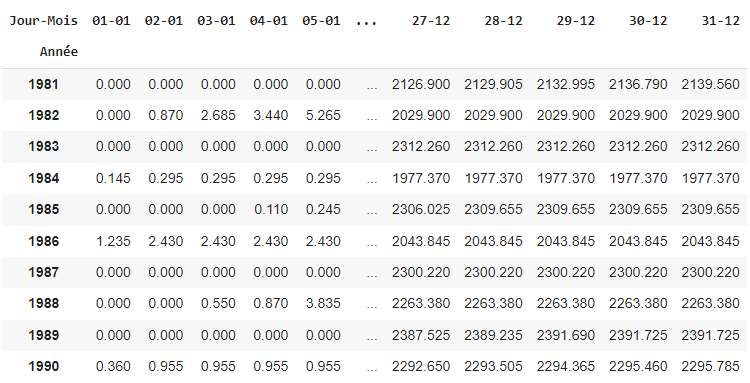 Jour-Mois 01-01 02-01 03-01 04-01 05-01 ... 27-12 28-12 29-12 30-12 31-12
Année
1981 0.000 0.000 0.000 0.000 0.000 ... 2126.900 2129.905 2132.995 2136.790 2139.560
1982 0.000 0.870 2.685 3.440 5.265 ... 2029.900 2029.900 2029.900 2029.900 2029.900
1983 0.000 0.000 0.000 0.000 0.000 ... 2312.260 2312.260 2312.260 2312.260 2312.260
1984 0.145 0.295 0.295 0.295 0.295 ... 1977.370 1977.370 1977.370 1977.370 1977.370
1985 0.000 0.000 0.000 0.110 0.245 ... 2306.025 2309.655 2309.655 2309.655 2309.655
1986 1.235 2.430 2.430 2.430 2.430 ... 2043.845 2043.845 2043.845 2043.845 2043.845
1987 0.000 0.000 0.000 0.000 0.000 ... 2300.220 2300.220 2300.220 2300.220 2300.220
1988 0.000 0.000 0.550 0.870 3.835 ... 2263.380 2263.380 2263.380 2263.380 2263.380
1989 0.000 0.000 0.000 0.000 0.000 ... 2387.525 2389.235 2391.690 2391.725 2391.725
1990 0.360 0.955 0.955 0.955 0.955 ... 2292.650 2293.505 2294.365 2295.460 2295.785